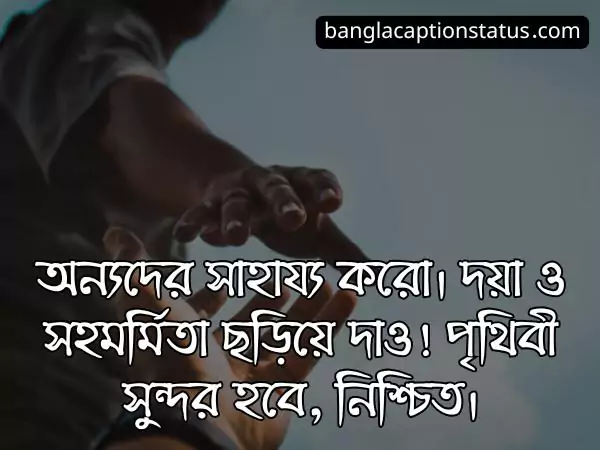 banglacaptionstatus.com
অন্যদের সাহায্য করো। দয়া ও
সহমর্মিতা ছড়িয়ে দাও! পৃথিবী
সুন্দর হবে, নিশ্চিত।